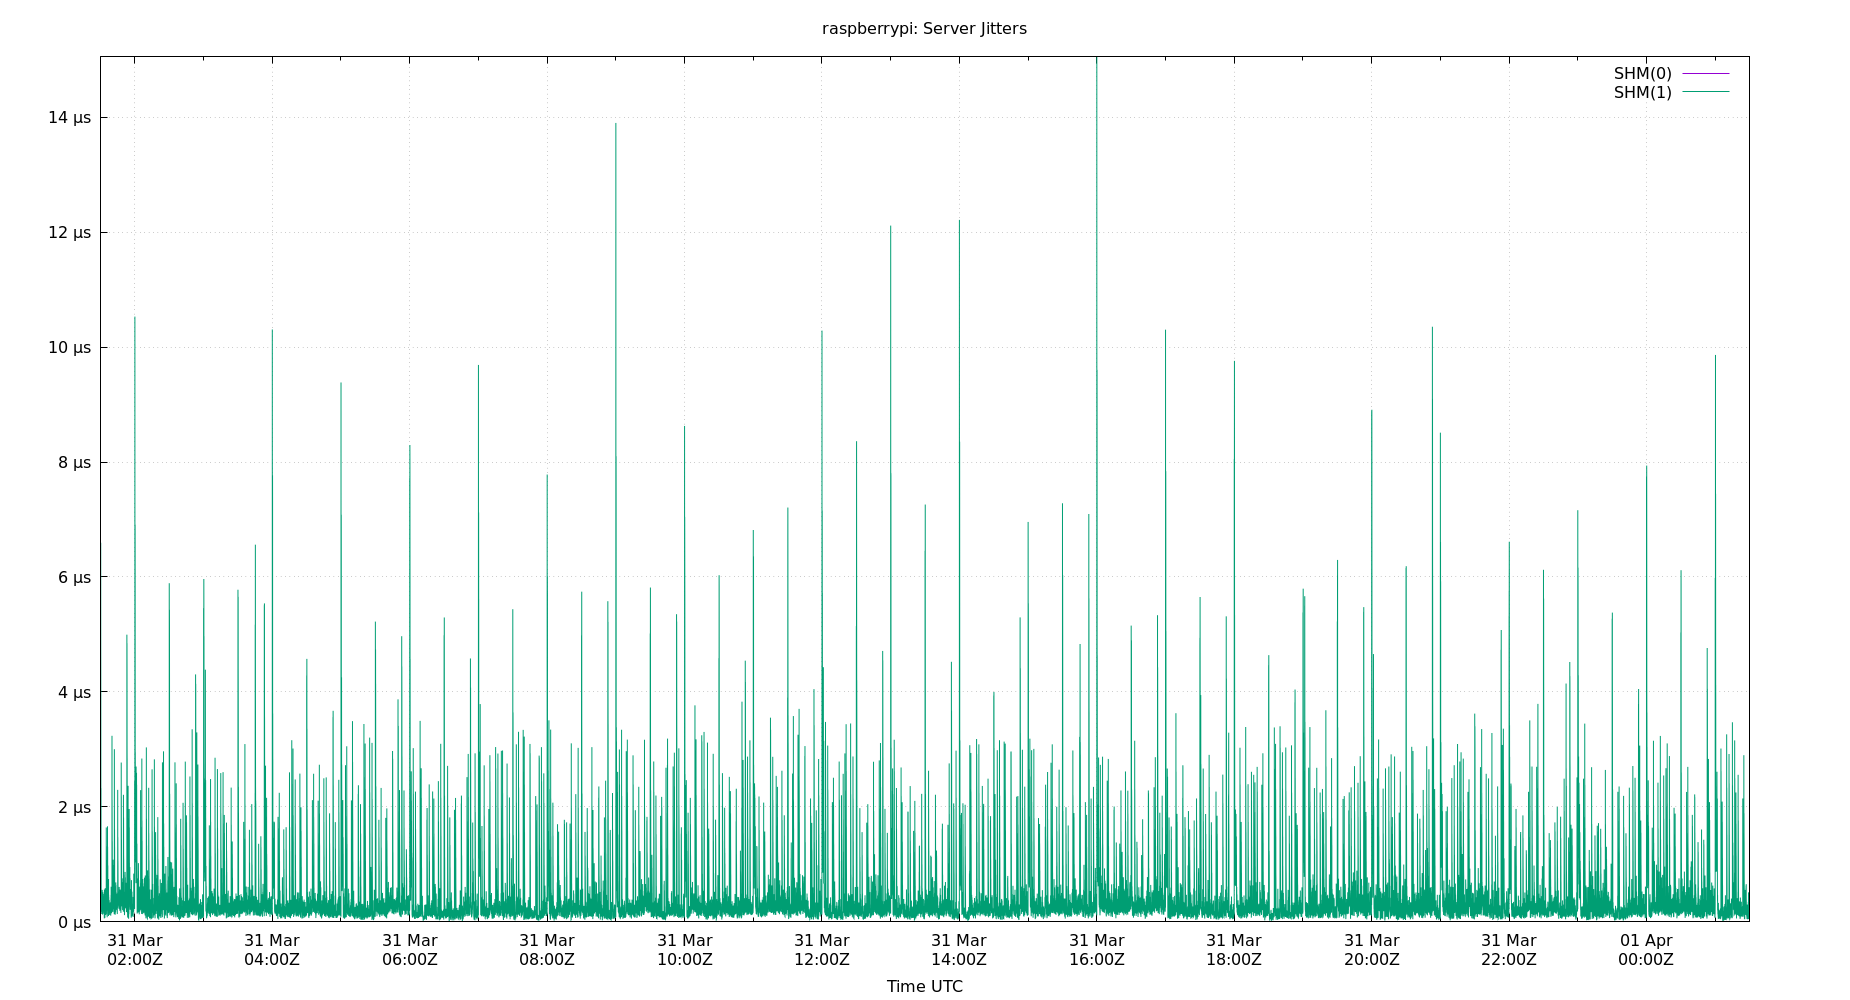 raspberrypi: Server Jitters
SHM(0)
SHM(1)
14 µs
12 µs
10 µs
8 µs
6 µs
4 µs
2 µs
0 µs
31 Mar 31 Mar 31 Mar 31 Mar 31 Mar 31 Mar 31 Mar 31 Mar 31 Mar 31 Mar 31 Mar 01 Apr
02:00Z 04:00Z 06:00Z 08:00Z 10:00Z 12:00Z 14:00Z 16:00Z 18:00Z 20:00Z 22:00Z 00:00Z
Time UTC